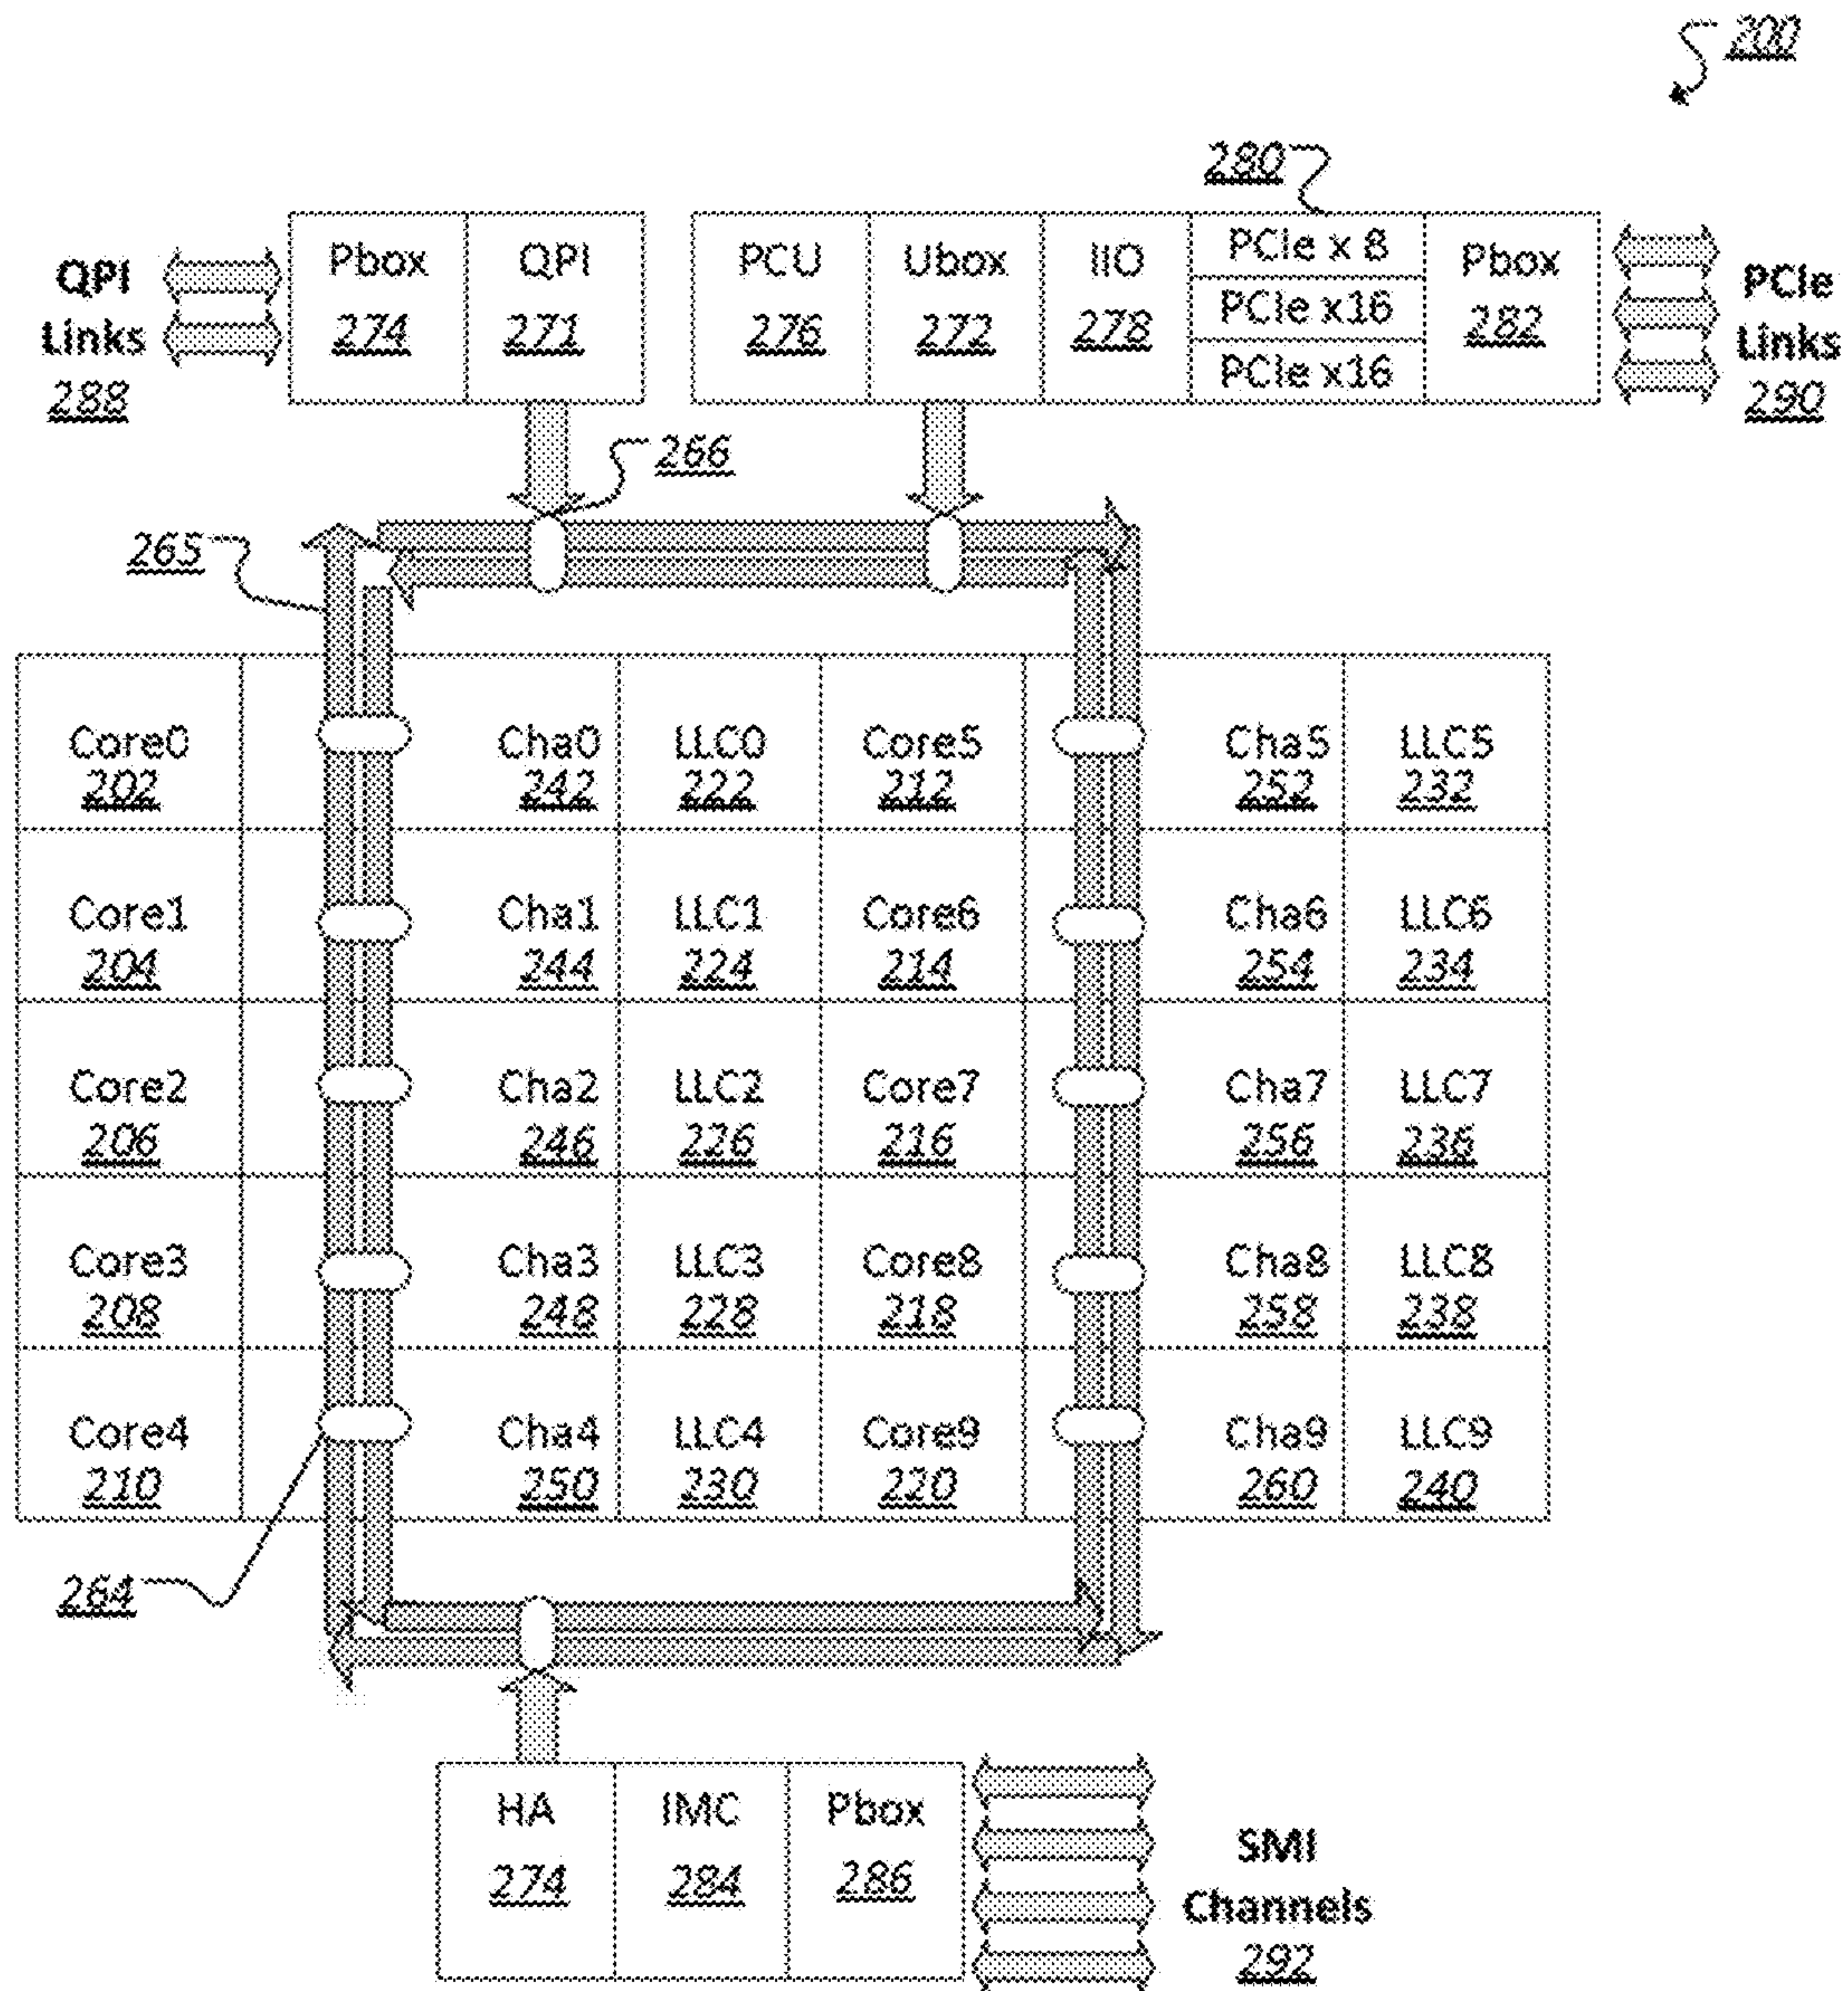 200
280
QPI
Links
288
Pbox
274
QPI
271
PCU
276
Ubox
272
IIO
278
PCIe x 8
PCIe x16
PCIe x16
Pbox
282
PCIe
Links
290
266
265
Core0 Cha0 LLC0 Core5 Cha5 LLC5
202 242 222 212 252 232
Core1 Cha1 LLC1 Core6 Cha6 LLC6
204 244 224 214 254 234
Core2 Cha2 LLC2 Core7 Cha7 LLC7
206 246 226 216 256 236
Core3 Cha3 LLC3 Core8 Cha8 LLC8
208 248 228 218 258 238
Core4 Cha4 LLC4 Core9 Cha9 LLC9
210 250 230 220 260 240
264
HA
274
IMC
284
Pbox
286
SMI
Channels
292